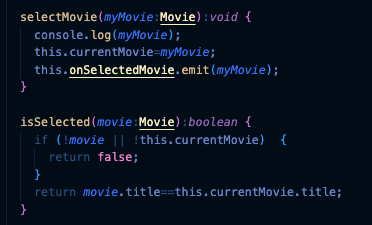 selectMovie(myMovie:Movie):void {
console.log(myMovie);
this.currentMovie=myMovie;
this.onSelectedMovie.emit(myMovie);
}
isSelected(movie:Movie):boolean {
if (!movie || !this.currentMovie)  {
return false;
}
return movie.title==this.currentMovie.title;
}